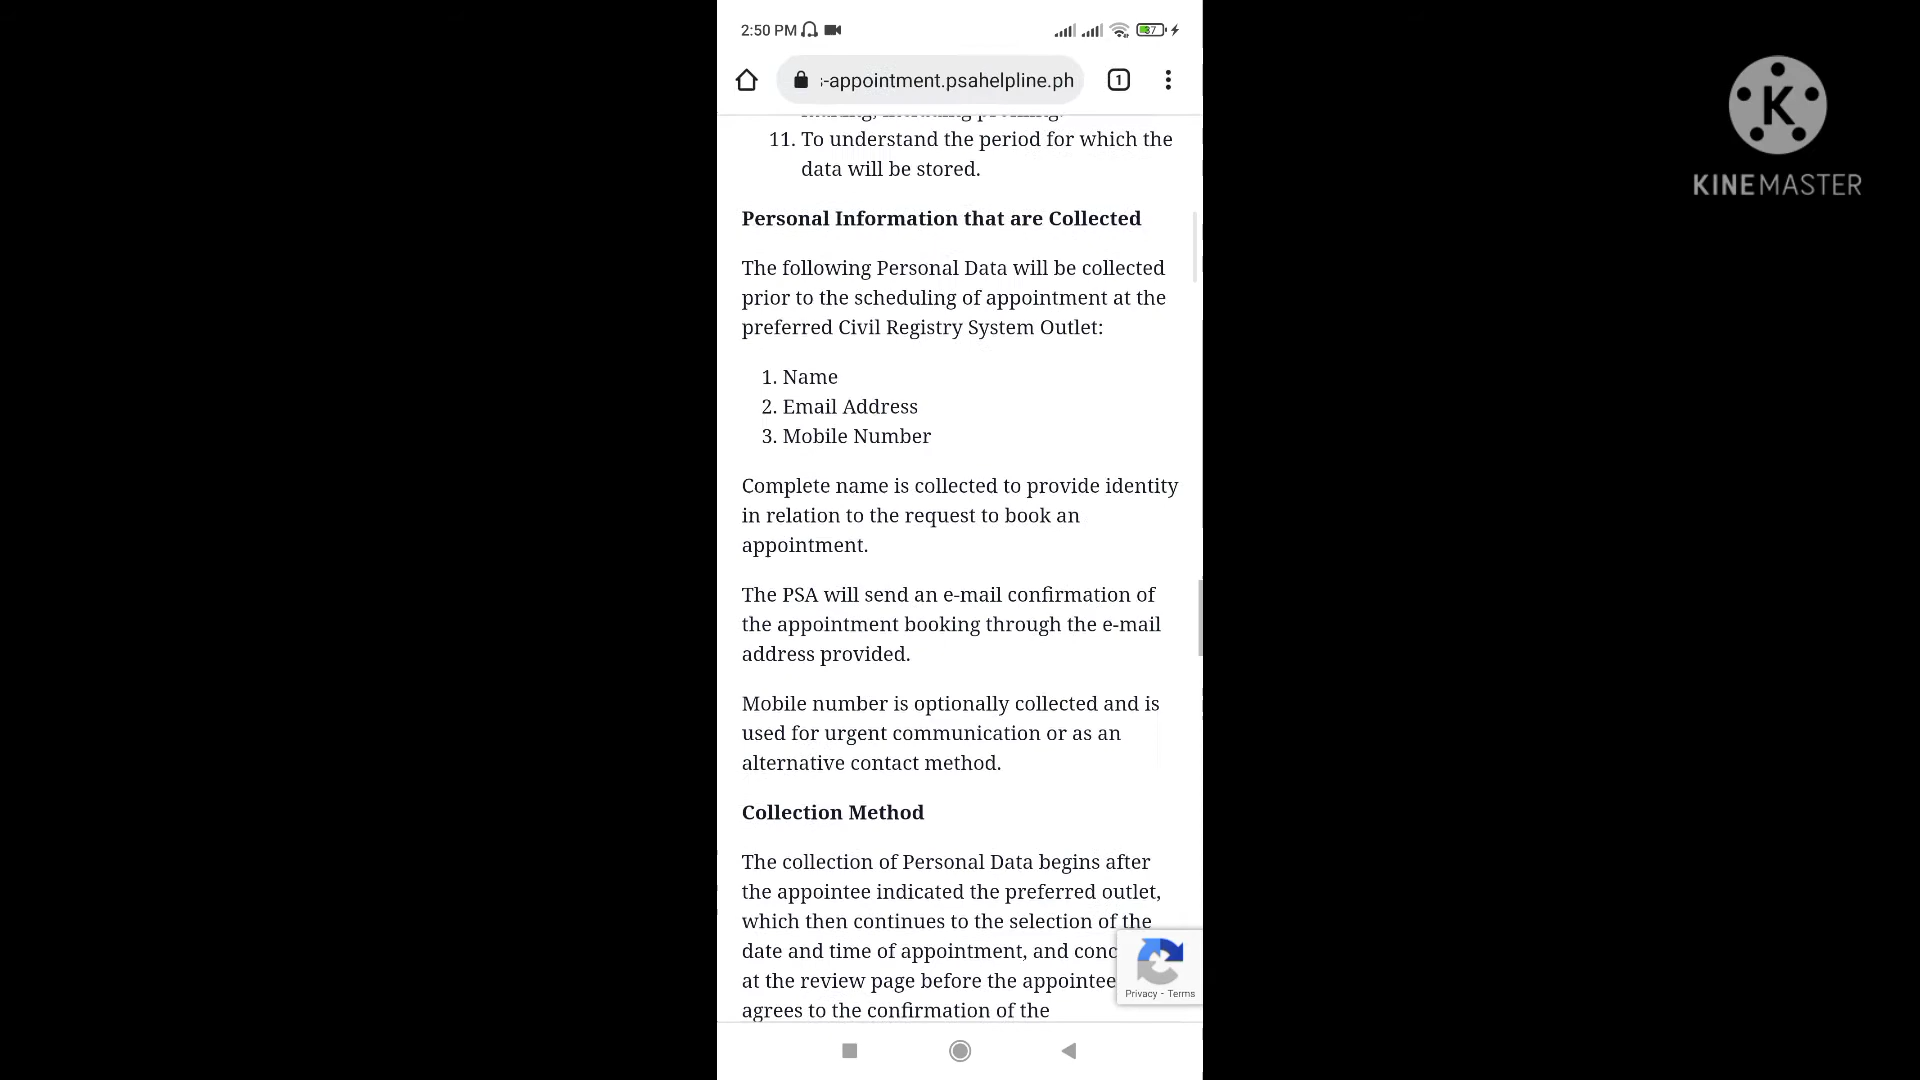 2:50 PM
37
:-appointment.psahelpline.ph
1
11. To understand the period for which the
data will be stored.
Personal Information that are Collected
The following Personal Data will be collected
prior to the scheduling of appointment at the
preferred Civil Registry System Outlet:
1. Name
2. Email Address
3. Mobile Number
Complete name is collected to provide identity
in relation to the request to book an
appointment.
The PSA will send an e-mail confirmation of
the appointment booking through the e-mail
address provided.
Mobile number is optionally collected and is
used for urgent communication or as an
alternative contact method.
Collection Method
The collection of Personal Data begins after
the appointee indicated the preferred outlet,
which then continues to the selection of the
date and time of appointment, and conc
at the review page before the appointee
agrees to the confirmation of the
Privacy - Terms
K
KINEMASTER